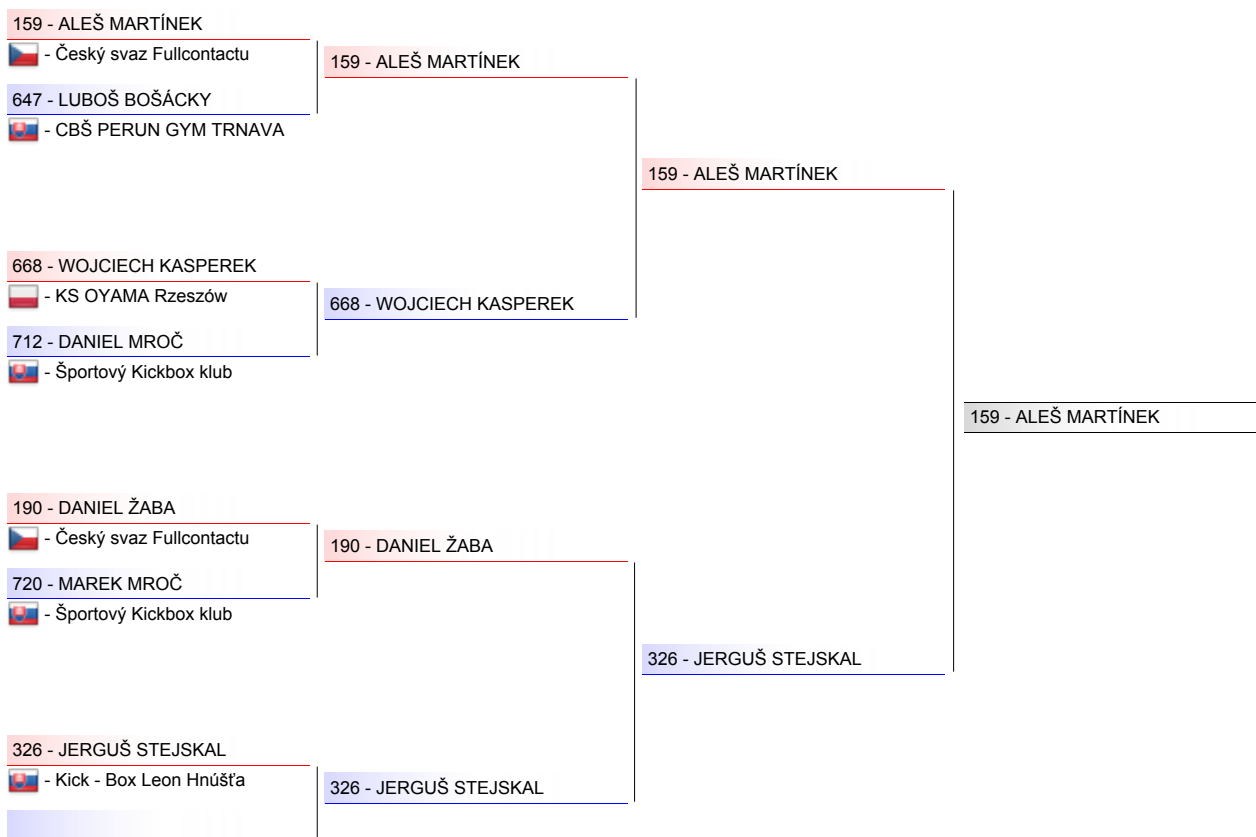 159 - ALEŠ MARTÍNEK
- Český svaz Fullcontactu
647 - LUBOŠ BOŠÁCKY
- CBŠ PERUN GYM TRNAVA
668 - WOJCIECH KASPEREK
- KS OYAMA Rzeszów
712 - DANIEL MROČ
- Športový Kickbox klub
190 - DANIEL ŽABA
- Český svaz Fullcontactu
720 - MAREK MROČ
- Športový Kickbox klub
326 - JERGUŠ STEJSKAL
- Kick - Box Leon Hnúšťa
159 - ALEŠ MARTÍNEK
668 - WOJCIECH KASPEREK
190 - DANIEL ŽABA
326 - JERGUŠ STEJSKAL
159 - ALEŠ MARTÍNEK
326 - JERGUŠ STEJSKAL
159 - ALEŠ MARTÍNEK